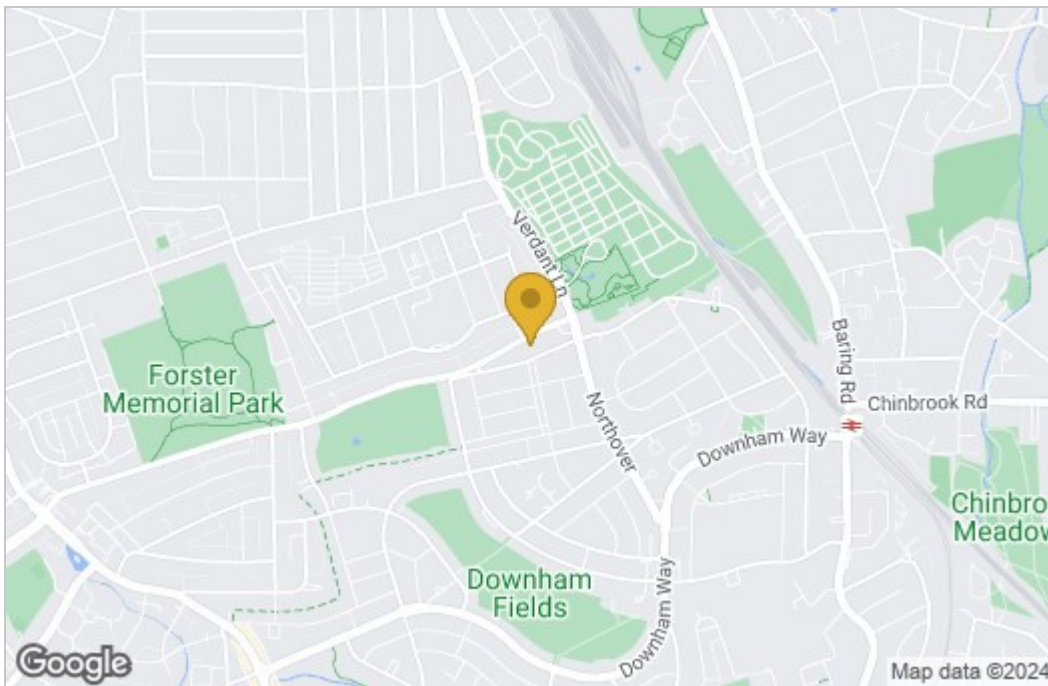 Verdant Ln
Forster
Memorial Park
Baring Rd
Chinbrook Rd
Northover
Downham Way
Chinbro
Meadow
Downham
Fields
Downham Way
Google
Map data ©2024